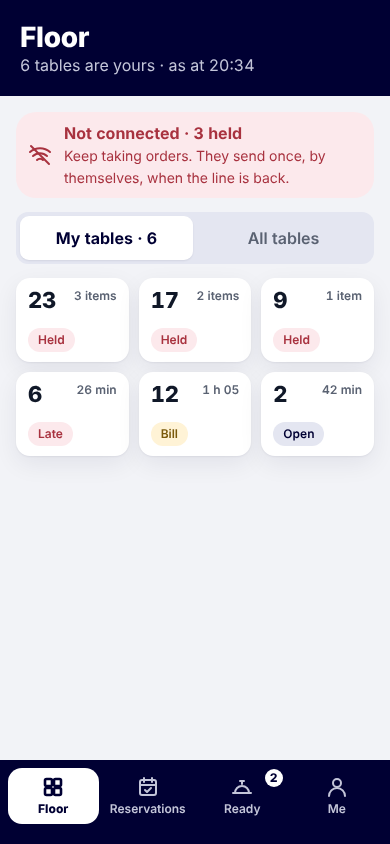 Floor
6 tables are yours · as at 20:34
Not connected · 3 held
Keep taking orders. They send once, by
themselves, when the line is back.
My tables · 6
All tables
23
3 items
Held
17
2 items
Held
9
1 item
Held
6
26 min
Late
12
1 h 05
Bill
2
42 min
Open
Floor
Reservations
2
Ready
Me